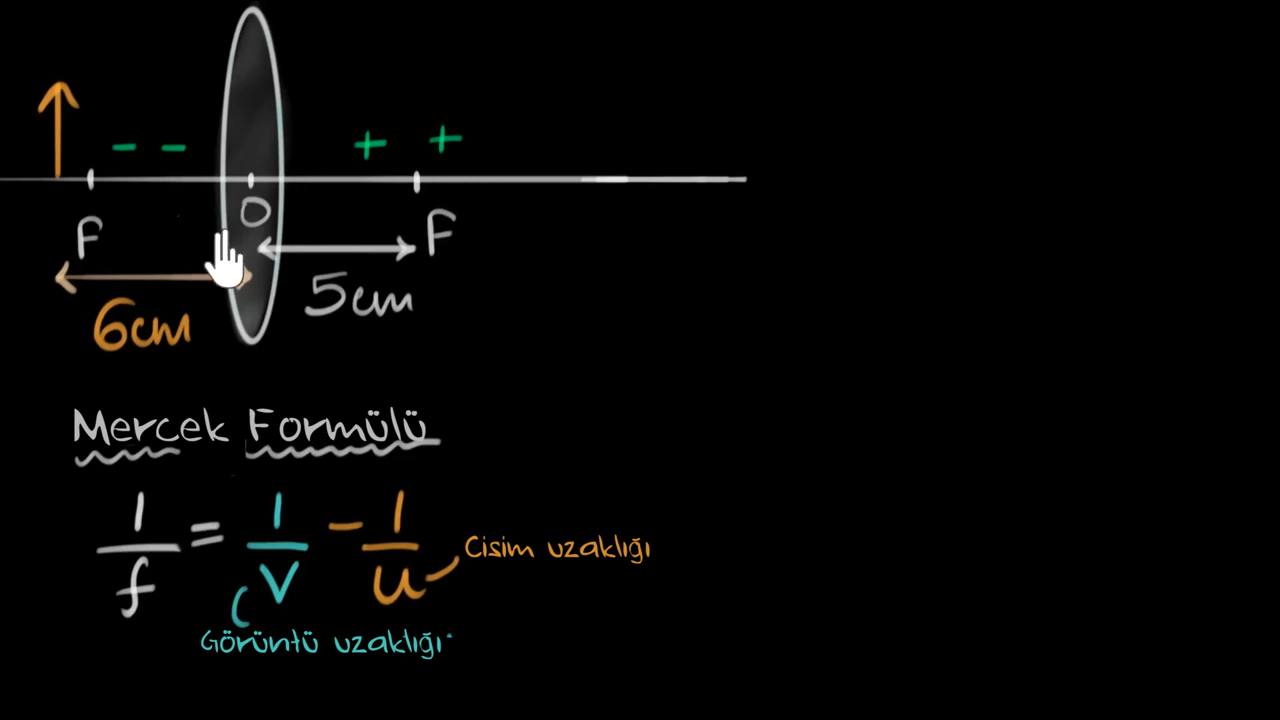 - - + +
F O F
6cm 5cm
Mercek Formülü
1/f = 1/v - 1/u
Cisim uzaklığı
Görüntü uzaklığı